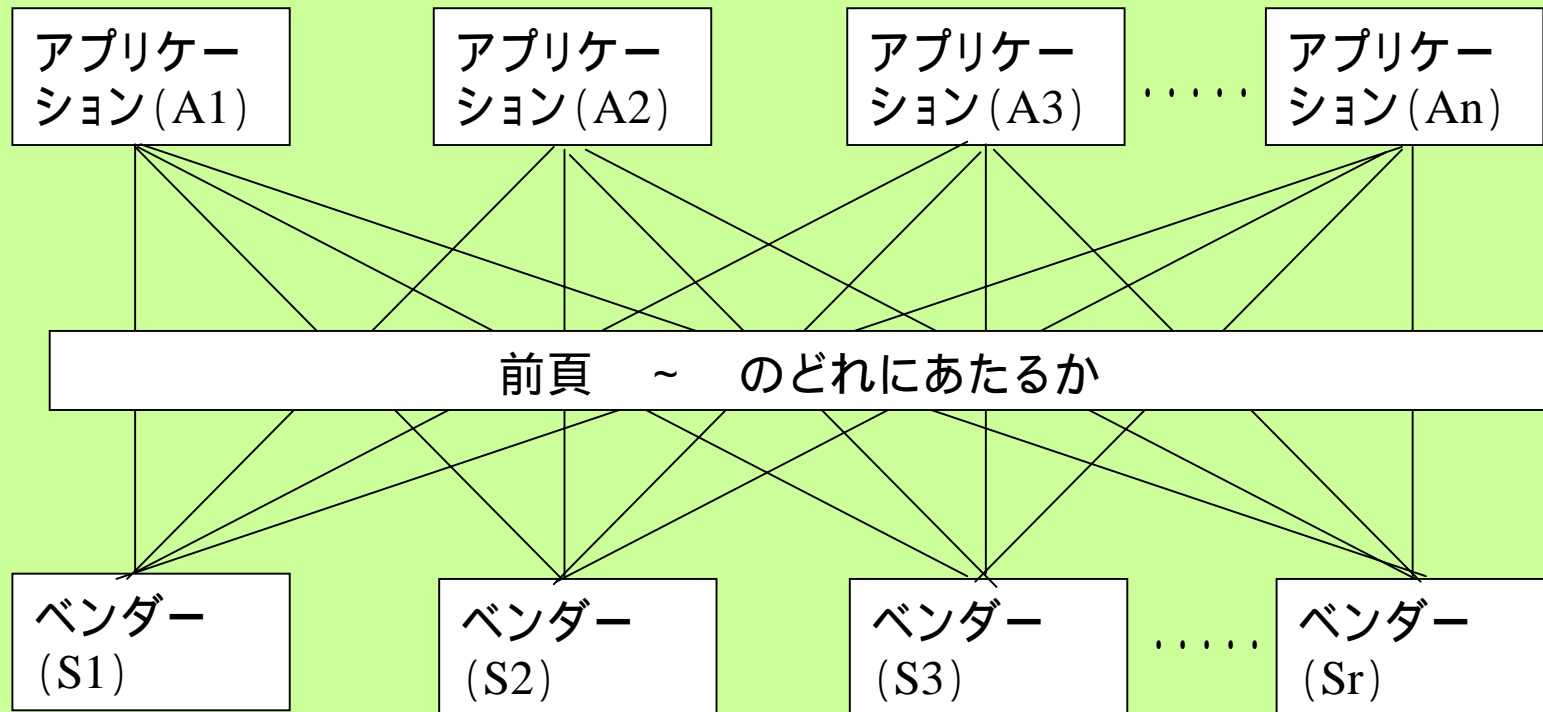 アプリケー
ション(A1)
アプリケー
ション(A2)
アプリケー
ション(A3)
・・・・・
アプリケー
ション(An)
前頁　~　のどれにあたるか
ベンダー
(S1)
ベンダー
(S2)
ベンダー
(S3)
・・・・・
ベンダー
(Sr)